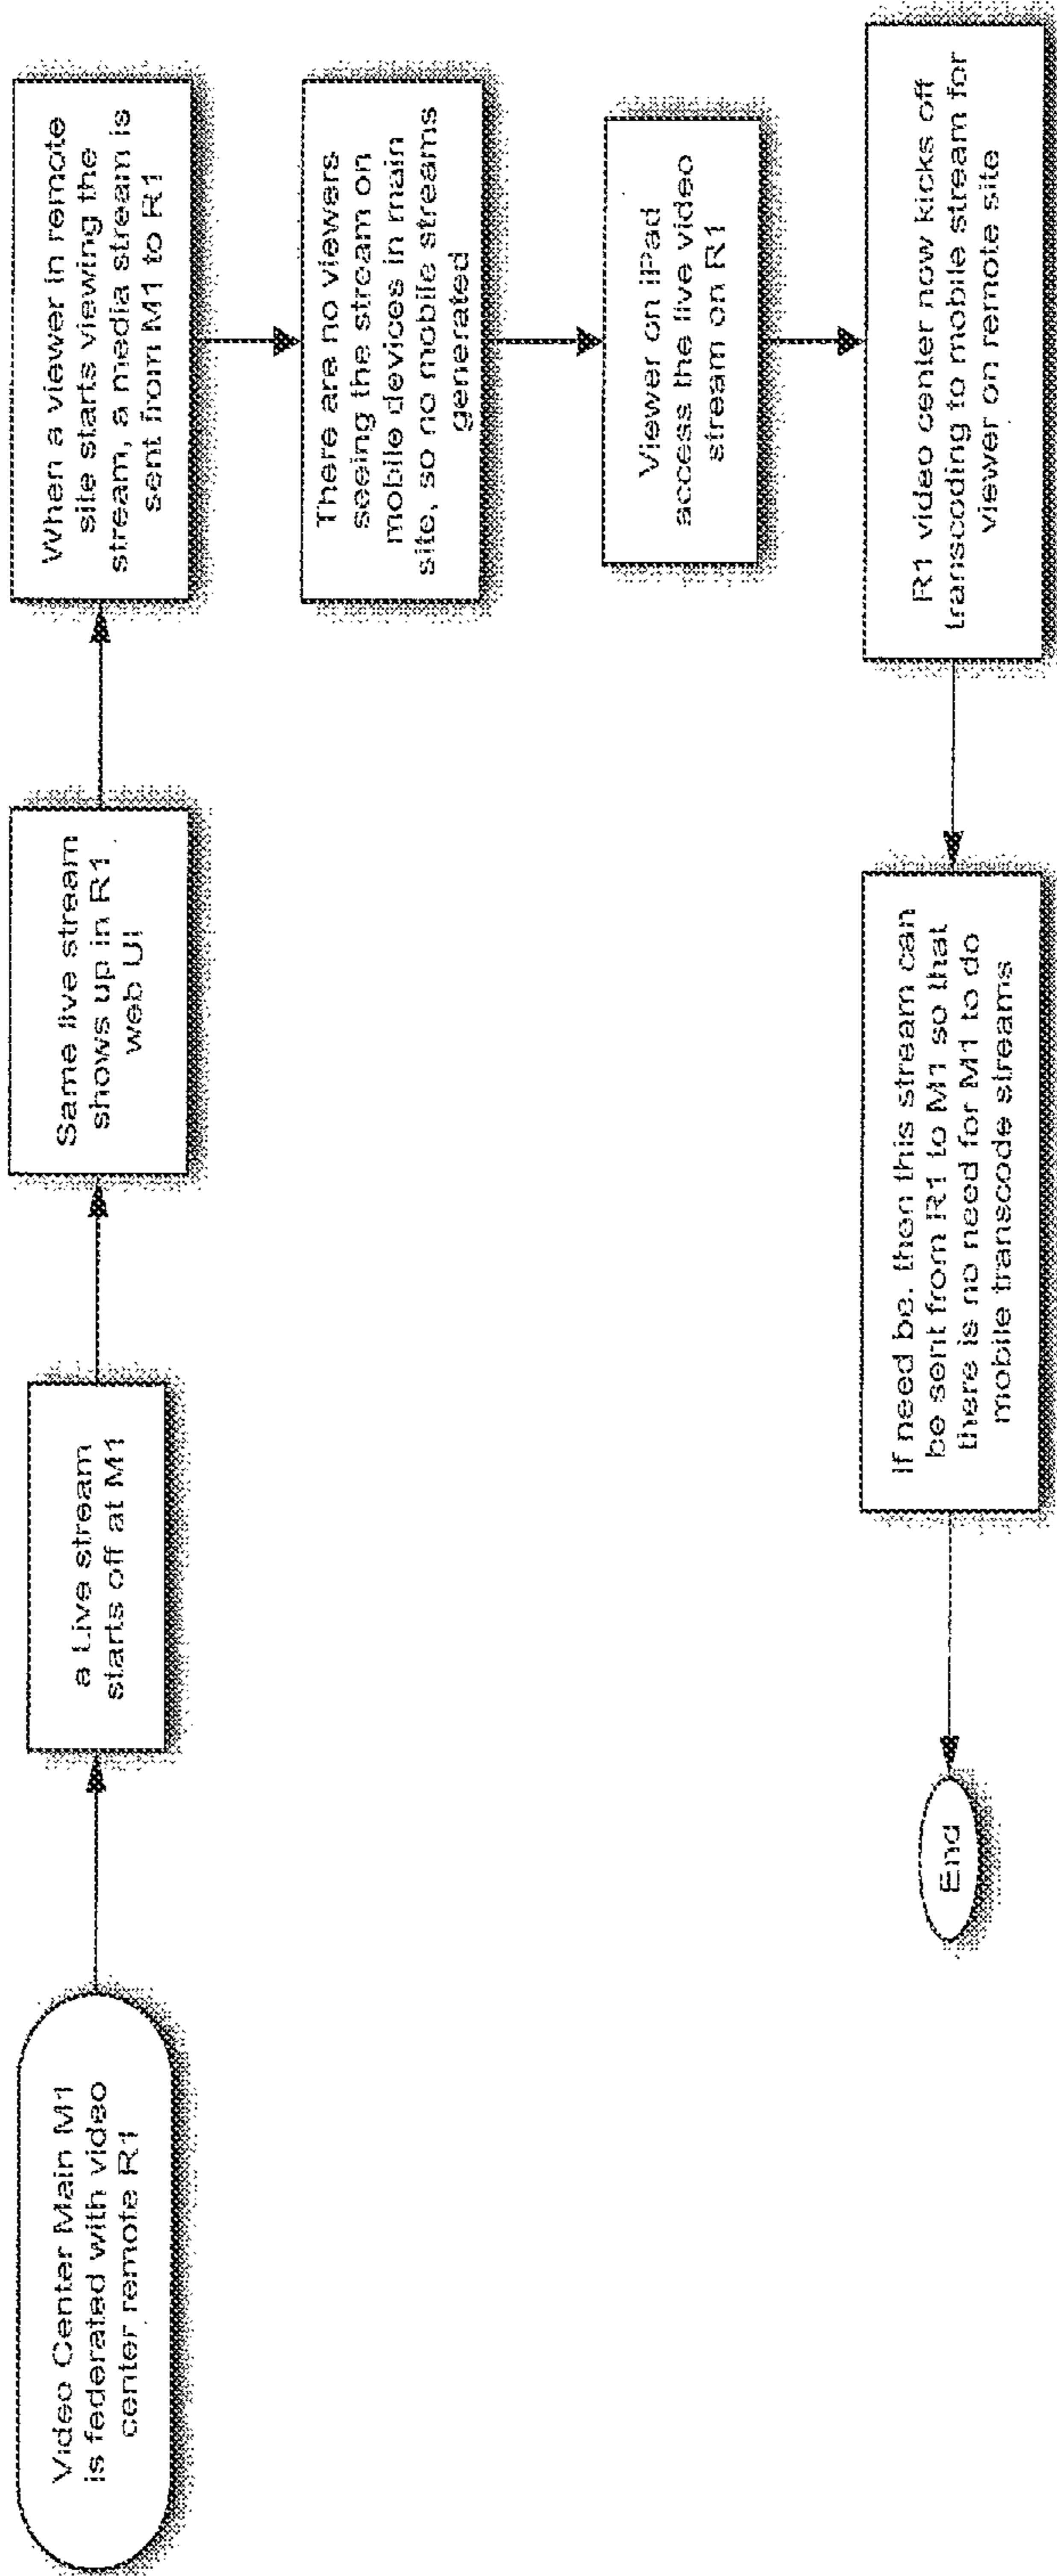 Video Center Main M1
is federated with video
center remote R1
a Live stream
starts off at M1
Same live stream
shows up in R1
web UI
When a viewer in remote
site starts viewing the
stream, a media stream is
sent from M1 to R1
There are no viewers
seeing the stream on
mobile devices in main
site, so no mobile streams
generated
Viewer on iPad
access the live video
stream on R1
R1 video center now kicks off
transcoding to mobile stream for
viewer on remote site
If need be, then this stream can
be sent from R1 to M1 so that
there is no need for M1 to do
mobile transcode streams
End